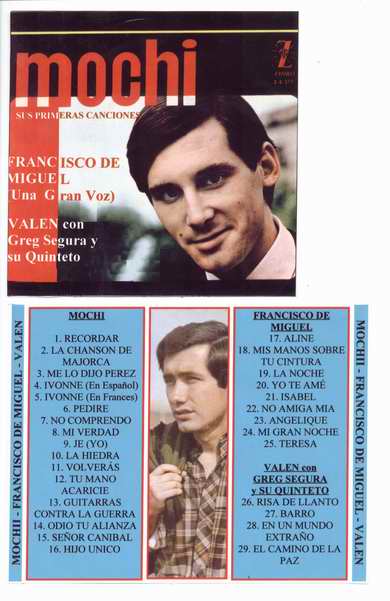 mochi
SUS PRIMERAS CANCIONES
FRANCISCO DE
MIGUEL
(Una Gran Voz)
VALEN con
Greg Segura y
su Quinteto
MOCHII - FRANCISCO DE MIGUEL - VALEN
MOCHI
1. RECORDAR
2. LA CHANSON DE
MAJORCA
3. ME LO DIJO PEREZ
4. IVONNE (En Español)
5. IVONNE (En Frances)
6. PEDIRE
7. NO COMPRENDO
8. MI VERDAD
9. JE (YO)
10. LA HIEDRA
11. VOLVERÁS
12. TU MANO
ACARICIE
13. GUITARRAS
CONTRA LA GUERRA
14. ODIO TU ALIANZA
15. SEÑOR CANIBAL
16. HIJO UNICO
FRANCISCO DE
MIGUEL
17. ALINE
18. MIS MANOS SOBRE
TU CINTURA
19. LA NOCHE
20. YO TE AMÉ
21. ISABEL
22. NO AMIGA MIA
23. ANGELIQUE
24. MI GRAN NOCHE
25. TERESA
VALEN con
GREG SEGURA
y SU QUINTETO
26. RISA DE LLANTO
27. BARRO
28. EN UN MUNDO
EXTRAÑO
29. EL CAMINO DE LA
PAZ
MOCHII - FRANCISCO DE MIGUEL - VALEN